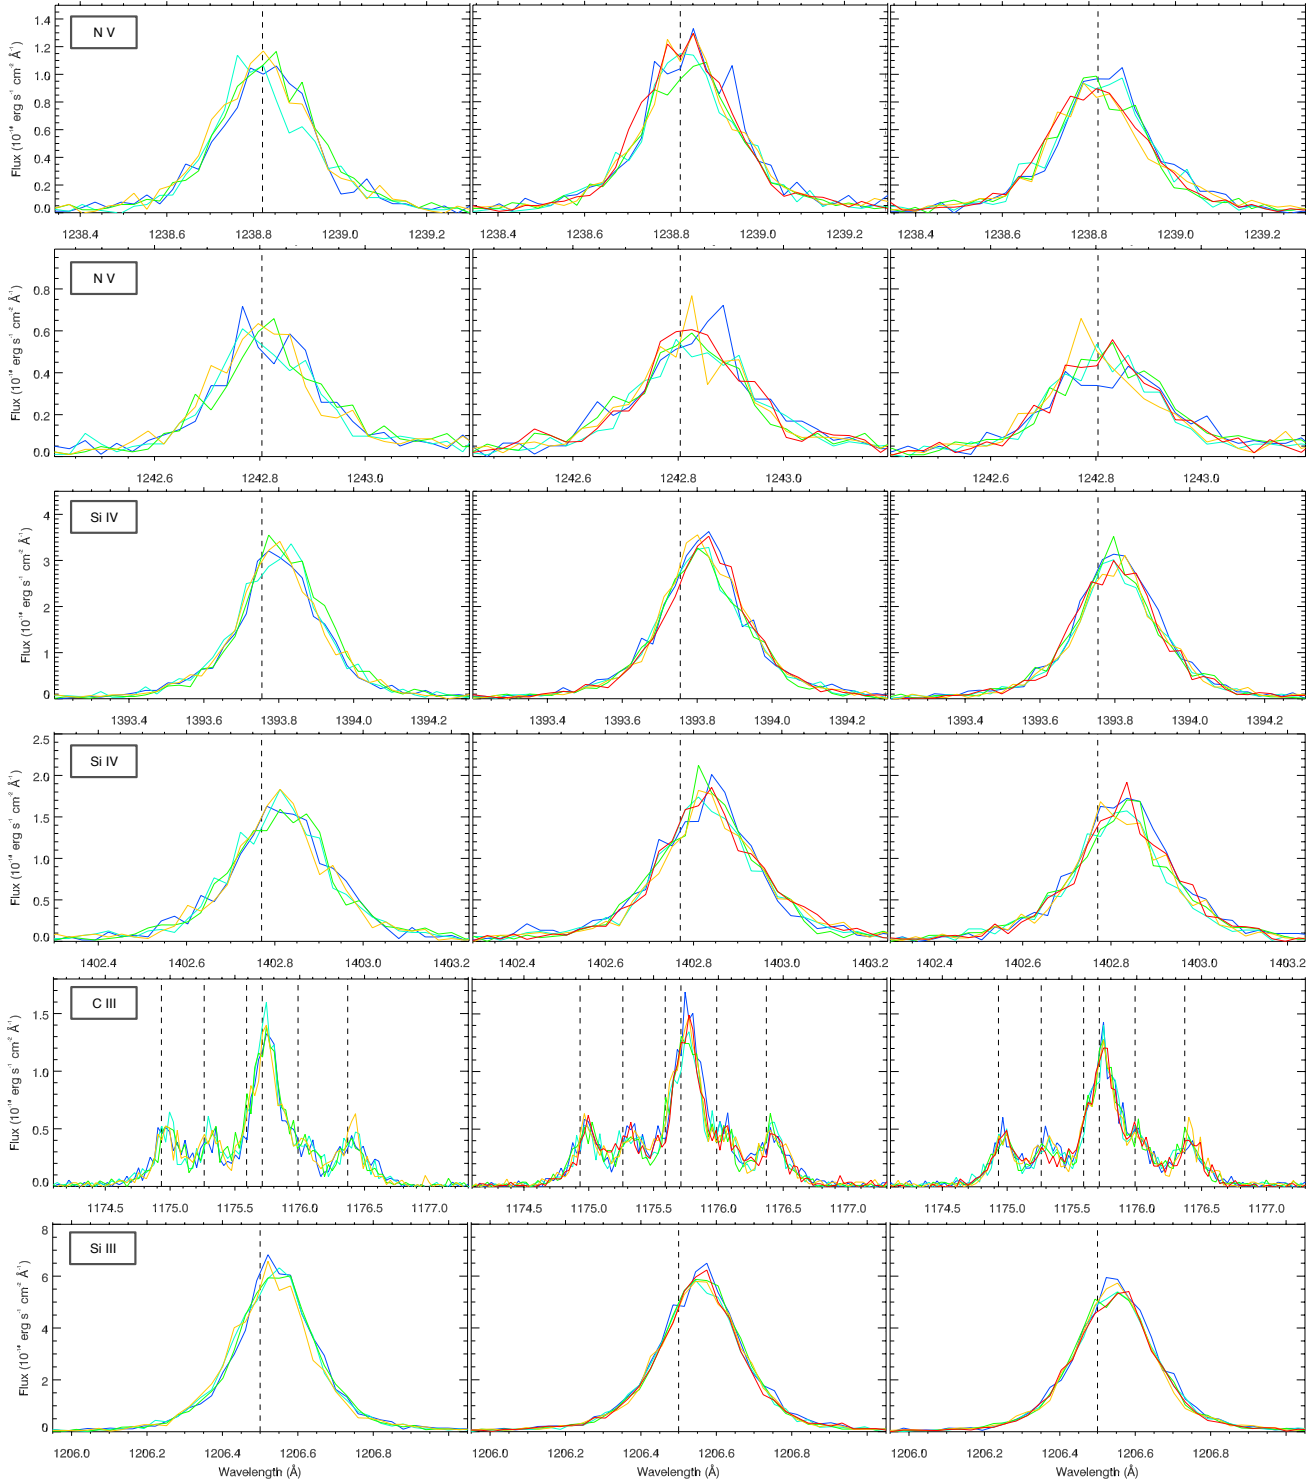 N V
Flux (10⁻¹⁴ erg s⁻¹ cm⁻² Å⁻¹)
1.4
1.2
1.0
0.8
0.6
0.4
0.2
0.0
1238.4 1238.6 1238.8 1239.0 1239.2 1238.4 1238.6 1238.8 1239.0 1239.2 1238.4 1238.6 1238.8 1239.0 1239.2
N V
Flux (10⁻¹⁴ erg s⁻¹ cm⁻² Å⁻¹)
0.8
0.6
0.4
0.2
0.0
1242.6 1242.8 1243.0 1242.6 1242.8 1243.0 1242.6 1242.8 1243.0
Si IV
Flux (10⁻¹⁴ erg s⁻¹ cm⁻² Å⁻¹)
4
3
2
1
0
1393.4 1393.6 1393.8 1394.0 1394.2 1393.4 1393.6 1393.8 1394.0 1394.2 1393.4 1393.6 1393.8 1394.0 1394.2
Si IV
Flux (10⁻¹⁴ erg s⁻¹ cm⁻² Å⁻¹)
2.5
2.0
1.5
1.0
0.5
0.0
1402.4 1402.6 1402.8 1403.0 1403.2 1402.4 1402.6 1402.8 1403.0 1403.2 1402.4 1402.6 1402.8 1403.0 1403.2
C III
Flux (10⁻¹⁴ erg s⁻¹ cm⁻² Å⁻¹)
1.5
1.0
0.5
0.0
1174.5 1175.0 1175.5 1176.0 1176.5 1177.0 1174.5 1175.0 1175.5 1176.0 1176.5 1177.0 1174.5 1175.0 1175.5 1176.0 1176.5 1177.0
Si III
Flux (10⁻¹⁴ erg s⁻¹ cm⁻² Å⁻¹)
8
6
4
2
0
1206.0 1206.2 1206.4 1206.6 1206.8 1206.0 1206.2 1206.4 1206.6 1206.8 1206.0 1206.2 1206.4 1206.6 1206.8
Wavelength (Å) Wavelength (Å) Wavelength (Å)